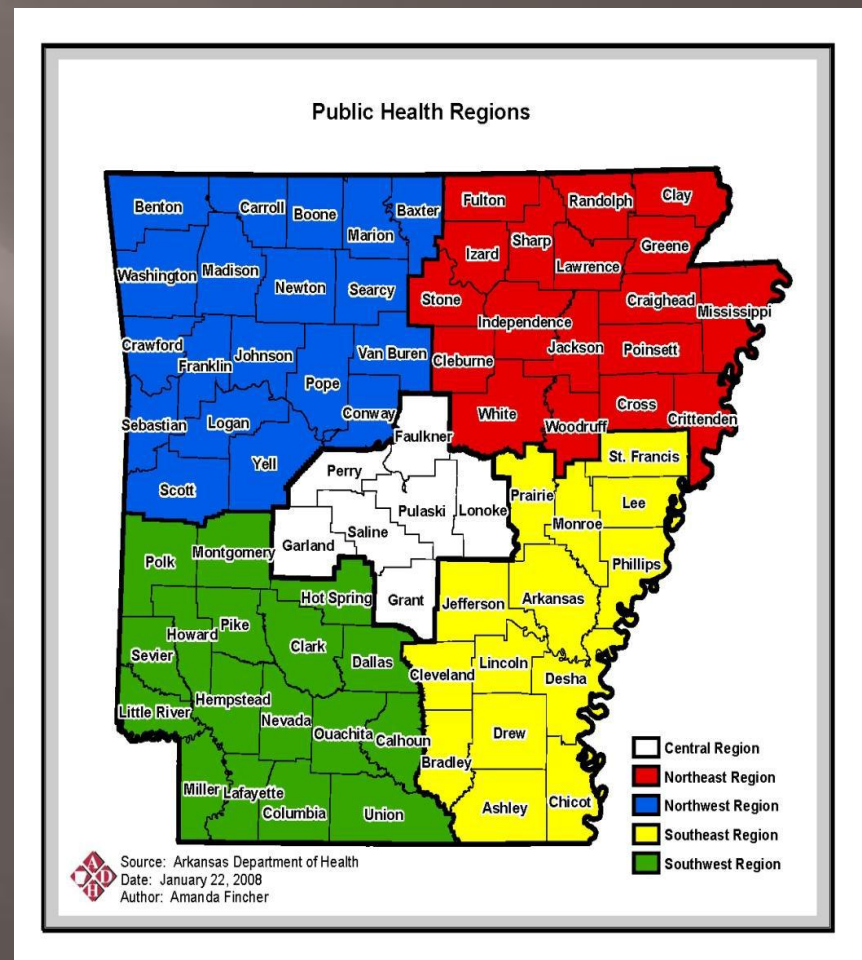 Public Health Regions
Benton
Carroll
Boone
Marion
Baxter
Fulton
Randolph
Clay
Washington
Madison
Newton
Searcy
Izard
Sharp
Lawrence
Greene
Stone
Independence
Craighead
Mississippi
Crawford
Franklin
Johnson
Pope
Van Buren
Cleburne
Jackson
Poinsett
Sebastian
Logan
Conway
White
Woodruff
Cross
Crittenden
Scott
Yell
Faulkner
Perry
Pulaski
Lonoke
Prairie
St. Francis
Lee
Monroe
Phillips
Saline
Garland
Grant
Polk
Montgomery
Hot Spring
Jefferson
Arkansas
Sevier
Howard
Pike
Clark
Dallas
Cleveland
Lincoln
Desha
Little River
Hempstead
Nevada
Ouachita
Calhoun
Bradley
Drew
Miller
Lafayette
Columbia
Union
Ashley
Chicot
Central Region
Northeast Region
Northwest Region
Southeast Region
Southwest Region
A
D
H
Source: Arkansas Department of Health
Date: January 22, 2008
Author: Amanda Fincher